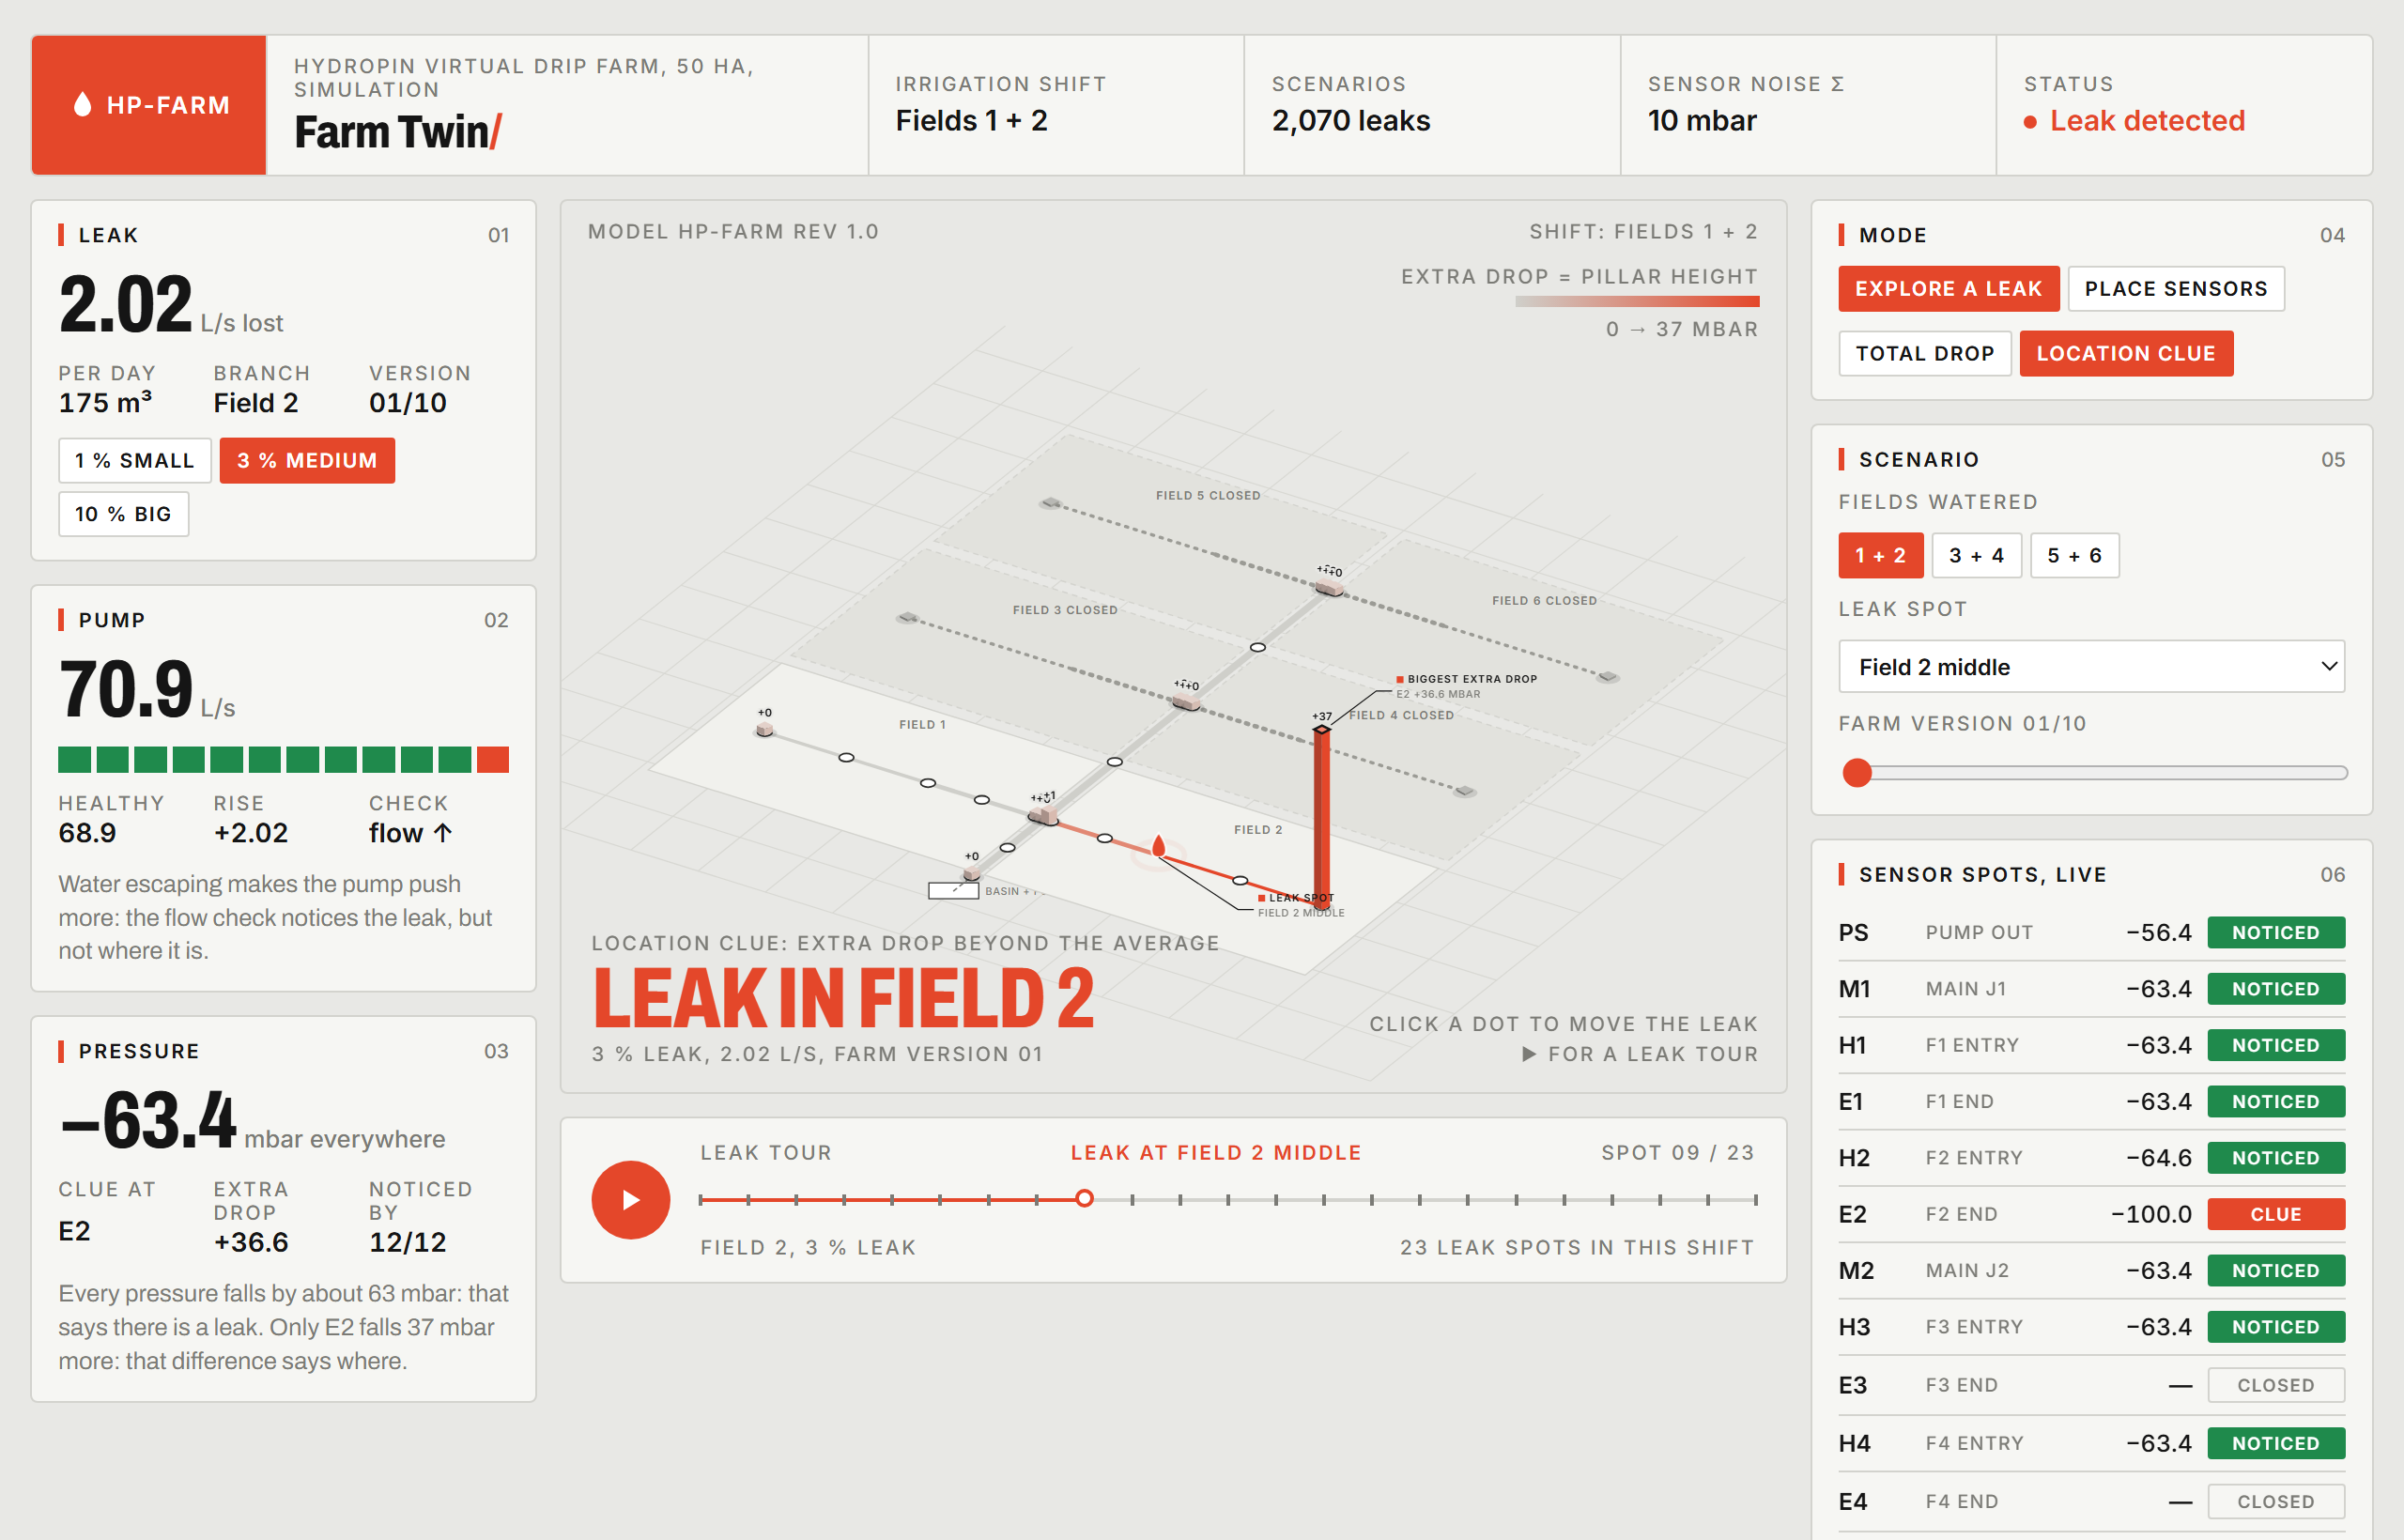 HP-FARM
HYDROPIN VIRTUAL DRIP FARM, 50 HA,
SIMULATION
Farm Twin/
IRRIGATION SHIFT
Fields 1 + 2
SCENARIOS
2,070 leaks
SENSOR NOISE Σ
10 mbar
STATUS
Leak detected
LEAK
01
2.02 L/s lost
PER DAY
175 m³
BRANCH
Field 2
VERSION
01/10
1 % SMALL
3 % MEDIUM
10 % BIG
PUMP
02
70.9 L/s
HEALTHY
68.9
RISE
+2.02
CHECK
flow ↑
Water escaping makes the pump push
more: the flow check notices the leak, but
not where it is.
PRESSURE
03
−63.4 mbar everywhere
CLUE AT
E2
EXTRA
DROP
+36.6
NOTICED
BY
12/12
Every pressure falls by about 63 mbar: that
says there is a leak. Only E2 falls 37 mbar
more: that difference says where.
MODEL HP-FARM REV 1.0
SHIFT: FIELDS 1 + 2
EXTRA DROP = PILLAR HEIGHT
0 → 37 MBAR
FIELD 5 CLOSED
FIELD 6 CLOSED
FIELD 3 CLOSED
BIGGEST EXTRA DROP
E2 +36.6 MBAR
+37
FIELD 4 CLOSED
+0
FIELD 1
FIELD 2
+0
BASIN +
LEAK SPOT
FIELD 2 MIDDLE
LOCATION CLUE: EXTRA DROP BEYOND THE AVERAGE
LEAK IN FIELD 2
3 % LEAK, 2.02 L/S, FARM VERSION 01
CLICK A DOT TO MOVE THE LEAK
▶ FOR A LEAK TOUR
LEAK TOUR
LEAK AT FIELD 2 MIDDLE
SPOT 09 / 23
FIELD 2, 3 % LEAK
23 LEAK SPOTS IN THIS SHIFT
MODE
04
EXPLORE A LEAK
PLACE SENSORS
TOTAL DROP
LOCATION CLUE
SCENARIO
05
FIELDS WATERED
1 + 2
3 + 4
5 + 6
LEAK SPOT
Field 2 middle
FARM VERSION 01/10
SENSOR SPOTS, LIVE
06
PS PUMP OUT −56.4 NOTICED
M1 MAIN J1 −63.4 NOTICED
H1 F1 ENTRY −63.4 NOTICED
E1 F1 END −63.4 NOTICED
H2 F2 ENTRY −64.6 NOTICED
E2 F2 END −100.0 CLUE
M2 MAIN J2 −63.4 NOTICED
H3 F3 ENTRY −63.4 NOTICED
E3 F3 END — CLOSED
H4 F4 ENTRY −63.4 NOTICED
E4 F4 END — CLOSED